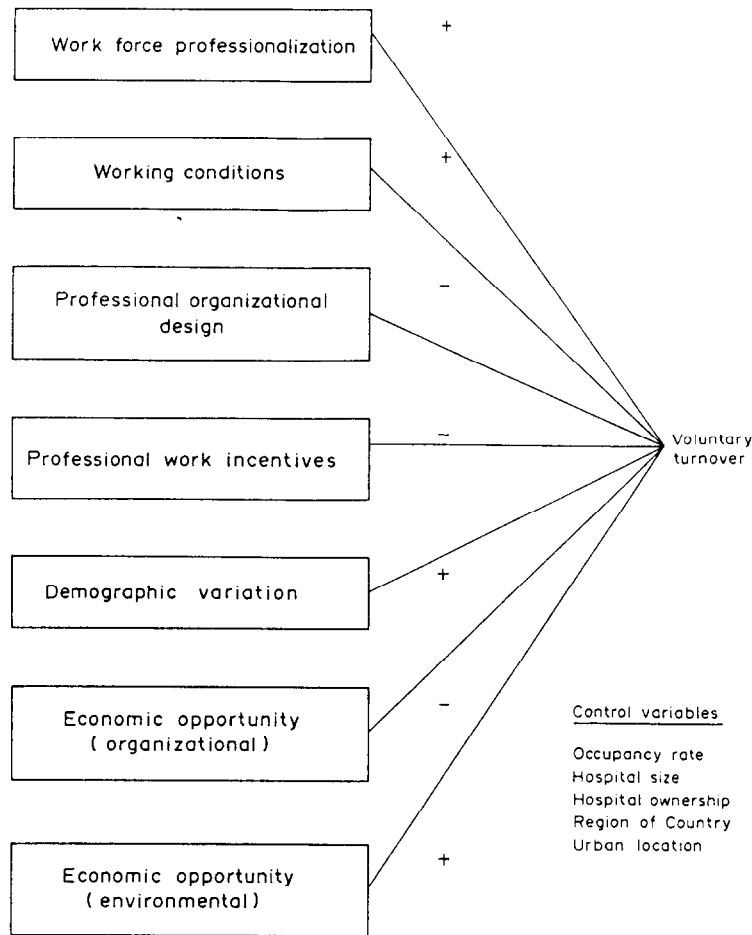 Work force professionalization
+
Working conditions
+
Professional organizational
design
−
Professional work incentives
−
Voluntary
turnover
Demographic variation
+
Economic opportunity
( organizational )
−
Economic opportunity
( environmental )
+
Control variables
Occupancy rate
Hospital size
Hospital ownership
Region of Country
Urban location